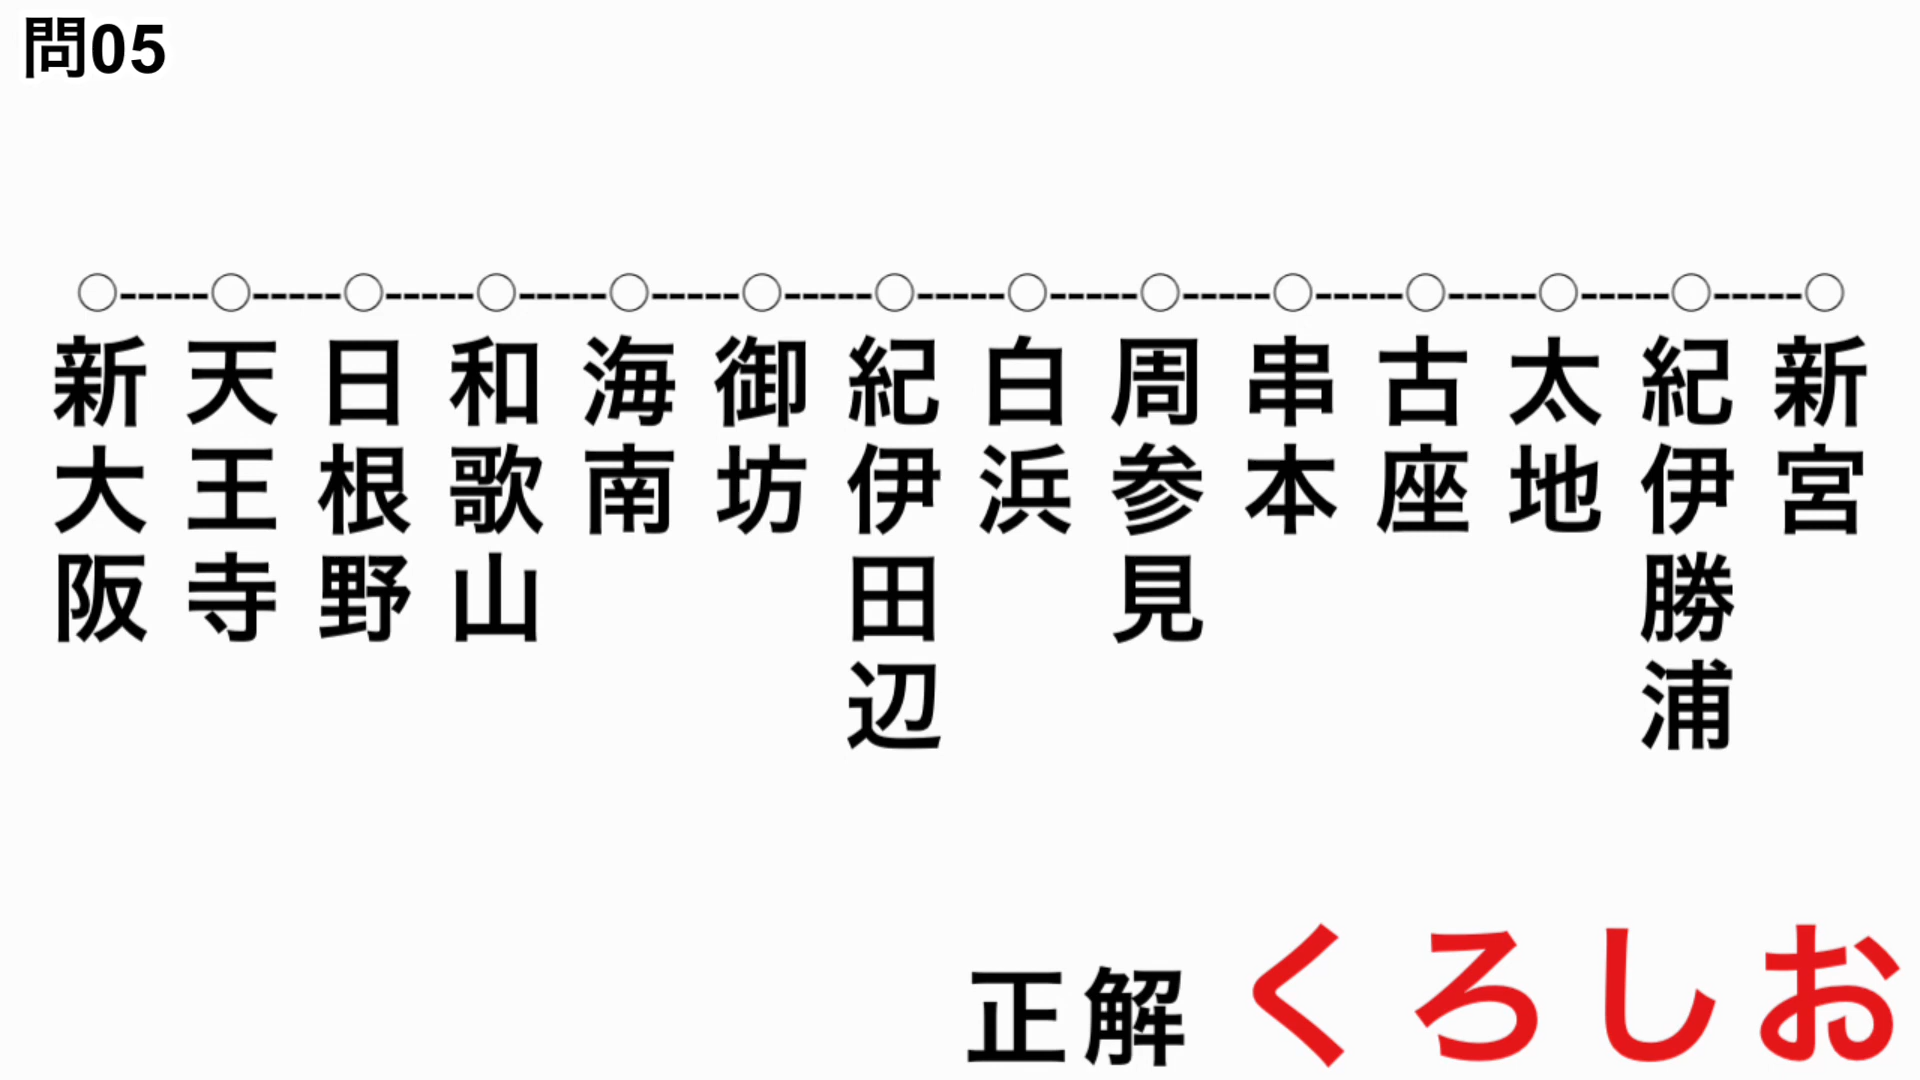 問05
新大阪
天王寺
日根野
和歌山
海南
御坊
紀伊田辺
白浜
周参見
串本
古座
太地
紀伊勝浦
新宮
正解 くろしお